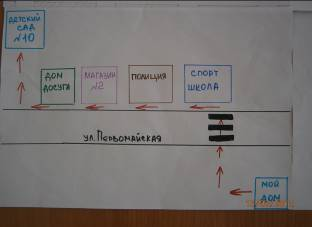 ДЕТСКИЙ
САД
№10
ДОМ
ДОСУГА
МАГАЗИН
№2
ПОЛИЦИЯ
СПОРТ
ШКОЛА
ул. Первомайская
МОЙ
ДОМ